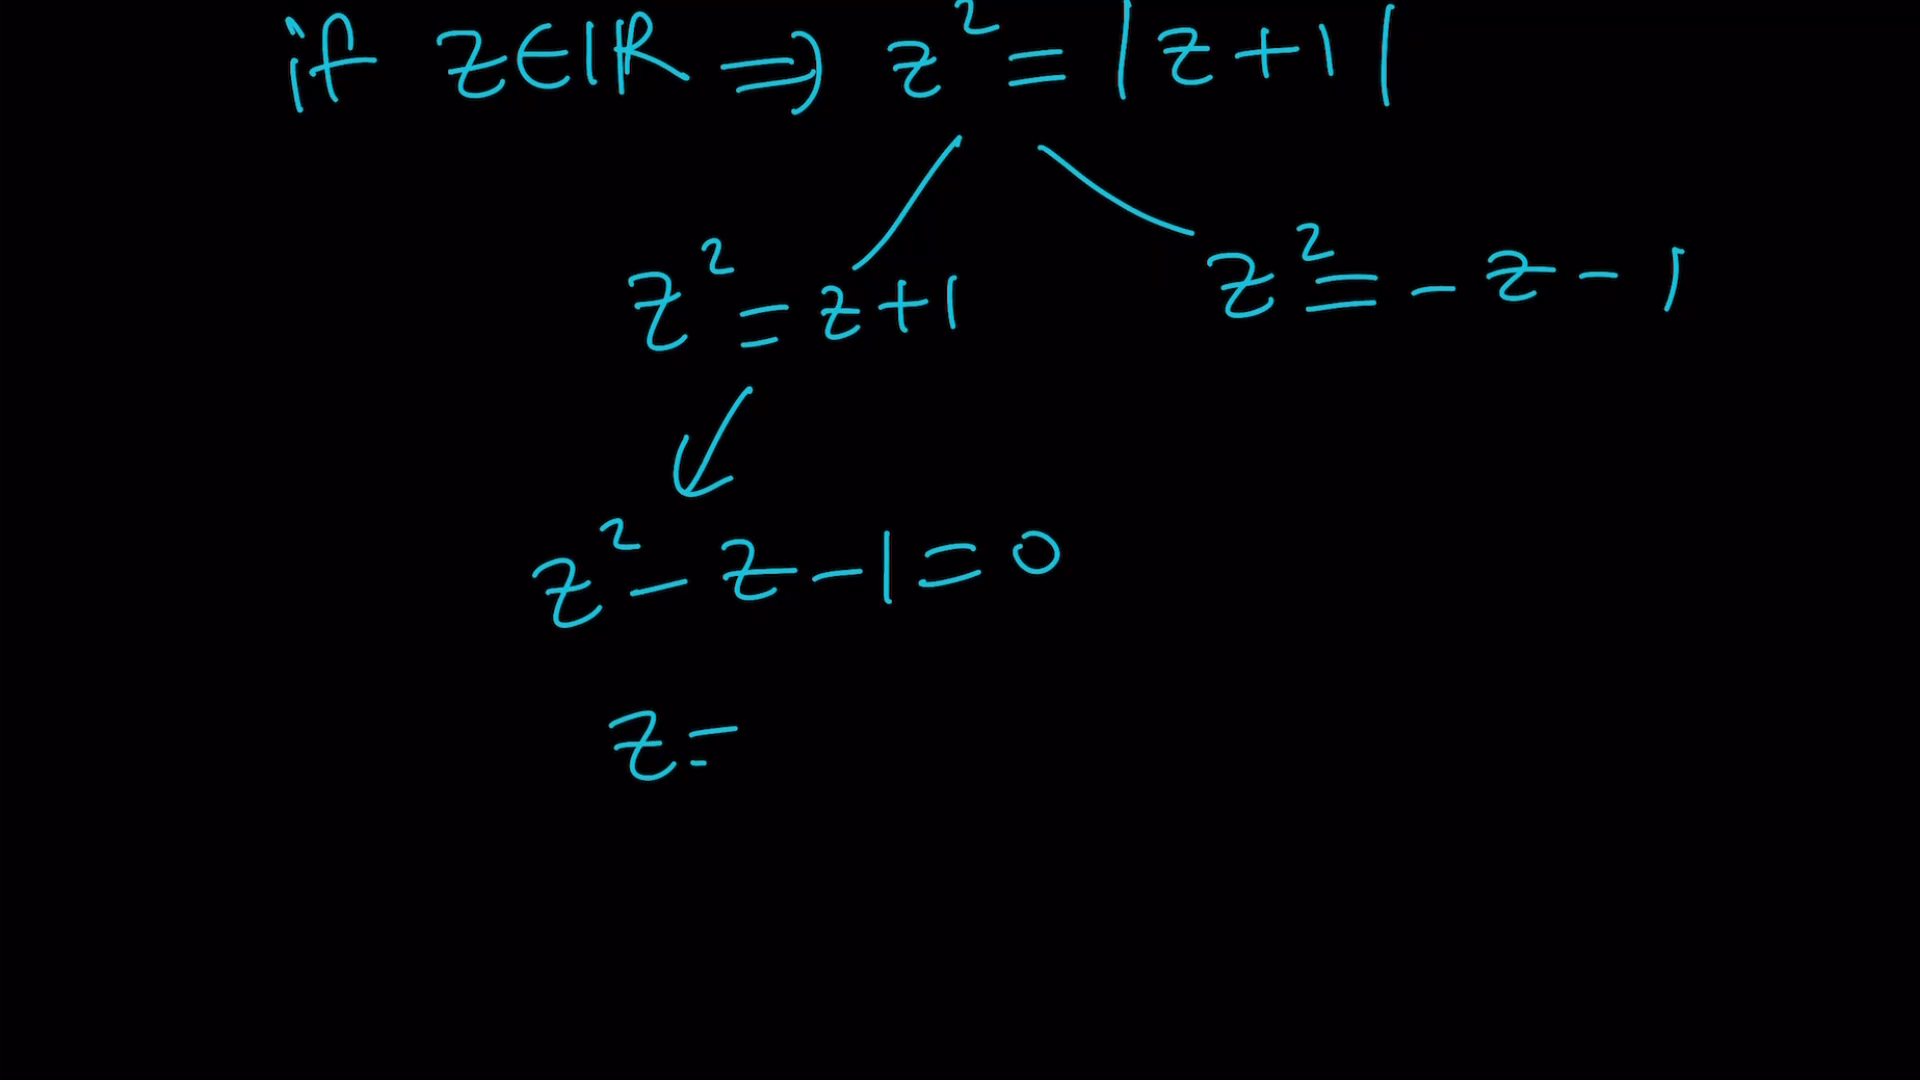 if z∈ℝ ⇒ z² = |z+1|
z² = z+1
z² = -z-1
z²-z-1=0
z=